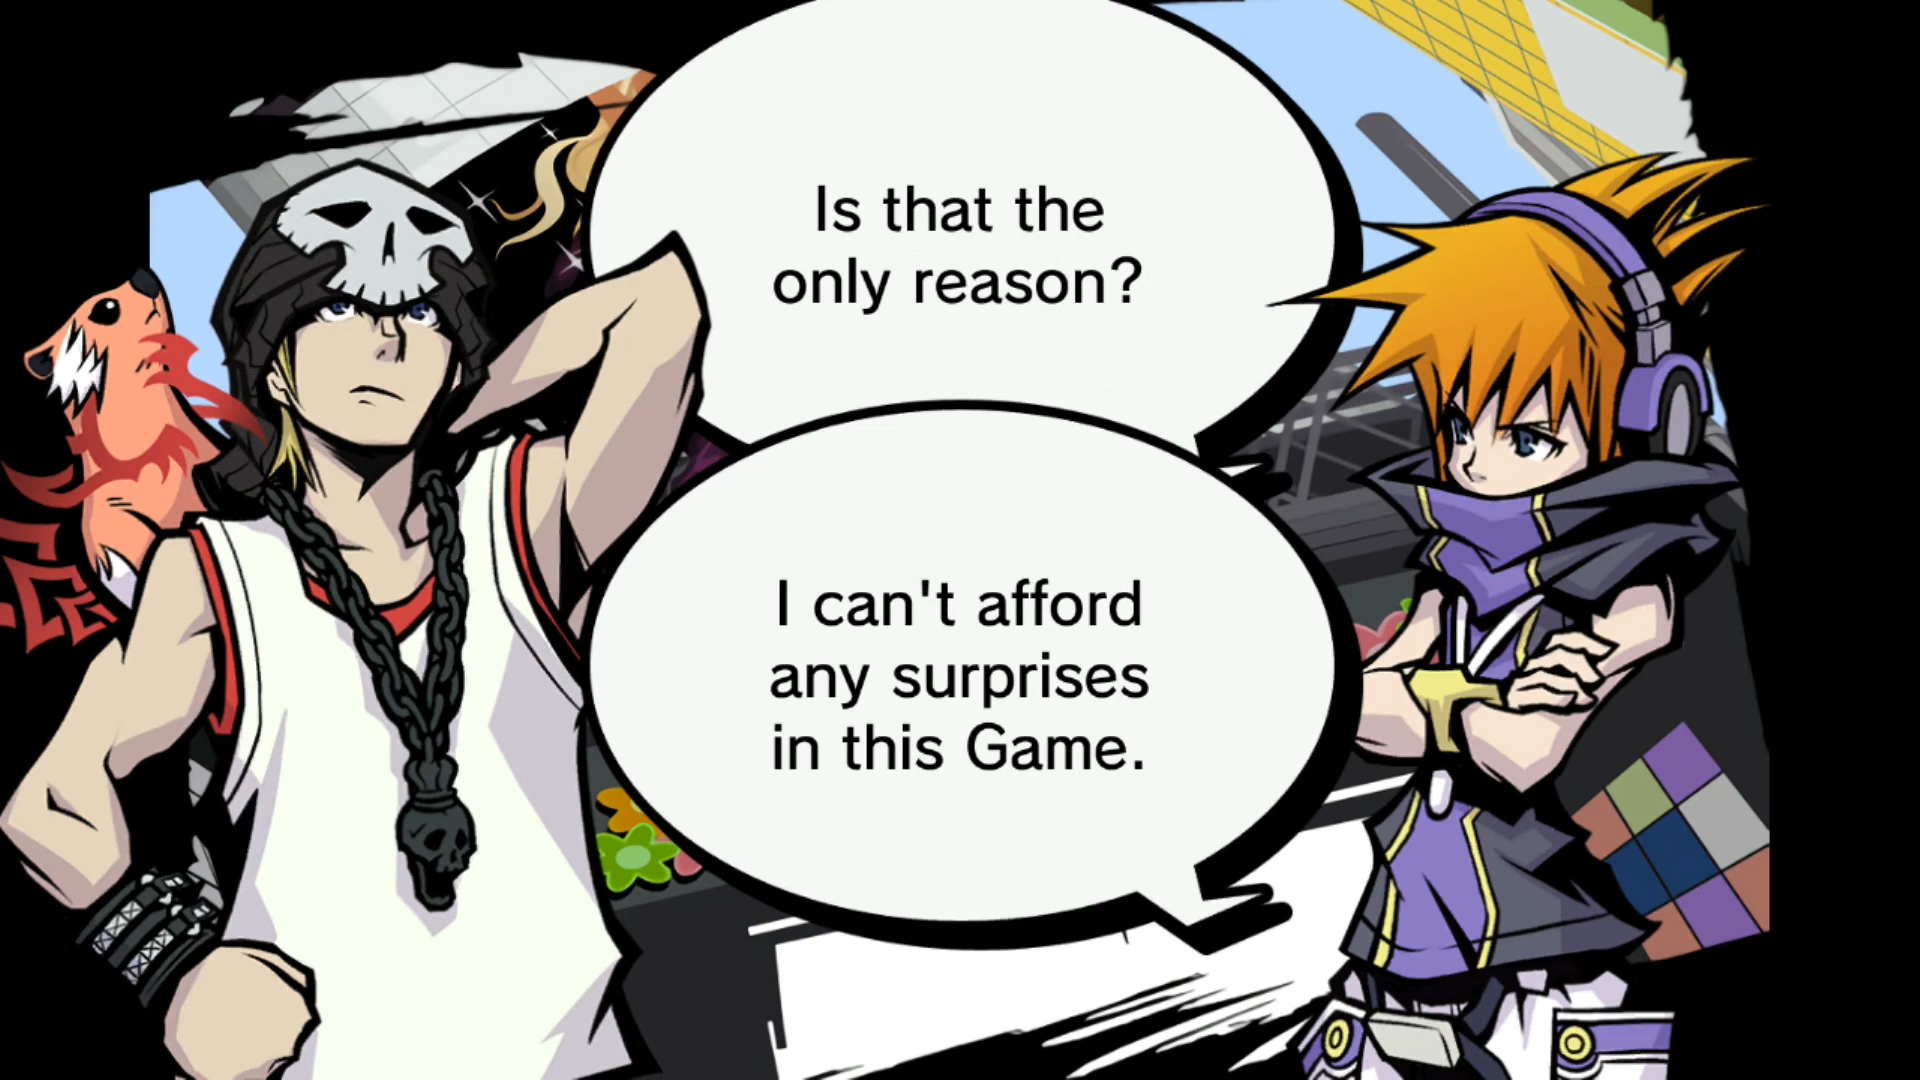 Is that the
only reason?
I can't afford
any surprises
in this Game.